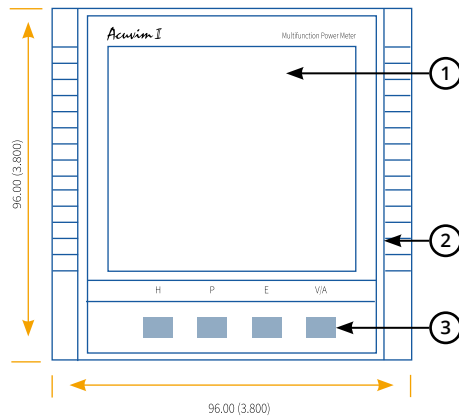 Acuvim II Multifunction Power Meter
1
96.00 (3.800)
2
H P E V/A
3
96.00 (3.800)